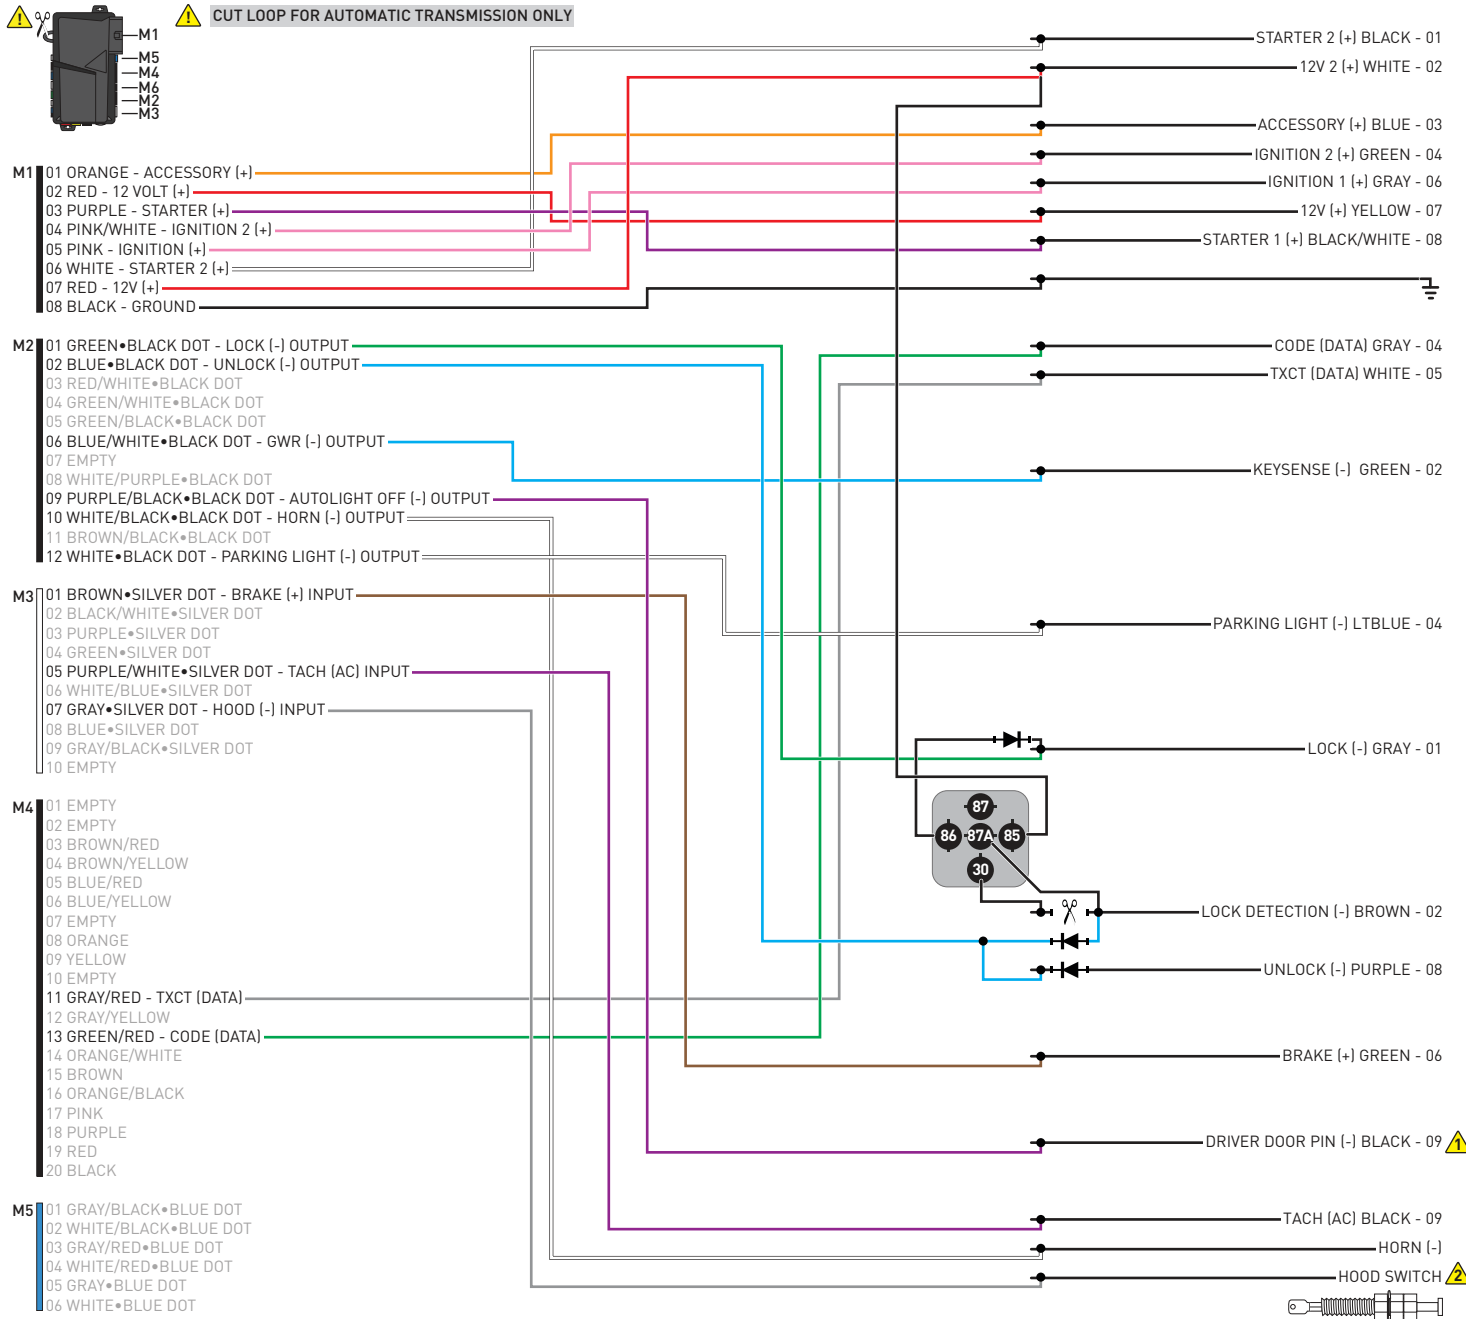 CUT LOOP FOR AUTOMATIC TRANSMISSION ONLY
M1
M5
M4
M6
M2
M3
M1
01 ORANGE - ACCESSORY (+)
02 RED - 12 VOLT (+)
03 PURPLE - STARTER (+)
04 PINK/WHITE - IGNITION 2 (+)
05 PINK - IGNITION (+)
06 WHITE - STARTER 2 (+)
07 RED - 12V (+)
08 BLACK - GROUND
M2
01 GREEN•BLACK DOT - LOCK (-) OUTPUT
02 BLUE•BLACK DOT - UNLOCK (-) OUTPUT
03 RED/WHITE•BLACK DOT
04 GREEN/WHITE•BLACK DOT
05 GREEN/BLACK•BLACK DOT
06 BLUE/WHITE•BLACK DOT - GWR (-) OUTPUT
07 EMPTY
08 WHITE/PURPLE•BLACK DOT
09 PURPLE/BLACK•BLACK DOT - AUTOLIGHT OFF (-) OUTPUT
10 WHITE/BLACK•BLACK DOT - HORN (-) OUTPUT
11 BROWN/BLACK•BLACK DOT
12 WHITE•BLACK DOT - PARKING LIGHT (-) OUTPUT
M3
01 BROWN•SILVER DOT - BRAKE (+) INPUT
02 BLACK/WHITE•SILVER DOT
03 PURPLE•SILVER DOT
04 GREEN•SILVER DOT
05 PURPLE/WHITE•SILVER DOT - TACH (AC) INPUT
06 WHITE/BLUE•SILVER DOT
07 GRAY•SILVER DOT - HOOD (-) INPUT
08 BLUE•SILVER DOT
09 GRAY/BLACK•SILVER DOT
10 EMPTY
M4
01 EMPTY
02 EMPTY
03 BROWN/RED
04 BROWN/YELLOW
05 BLUE/RED
06 BLUE/YELLOW
07 EMPTY
08 ORANGE
09 YELLOW
10 EMPTY
11 GRAY/RED - TXCT (DATA)
12 GRAY/YELLOW
13 GREEN/RED - CODE (DATA)
14 ORANGE/WHITE
15 BROWN
16 ORANGE/BLACK
17 PINK
18 PURPLE
19 RED
20 BLACK
M5
01 GRAY/BLACK•BLUE DOT
02 WHITE/BLACK•BLUE DOT
03 GRAY/RED•BLUE DOT
04 WHITE/RED•BLUE DOT
05 GRAY•BLUE DOT
06 WHITE•BLUE DOT
STARTER 2 (+) BLACK - 01
12V 2 (+) WHITE - 02
ACCESSORY (+) BLUE - 03
IGNITION 2 (+) GREEN - 04
IGNITION 1 (+) GRAY - 06
12V (+) YELLOW - 07
STARTER 1 (+) BLACK/WHITE - 08
CODE (DATA) GRAY - 04
TXCT (DATA) WHITE - 05
KEYSENSE (-) GREEN - 02
PARKING LIGHT (-) LTBLUE - 04
LOCK (-) GRAY - 01
87
86 87A 85
30
LOCK DETECTION (-) BROWN - 02
UNLOCK (-) PURPLE - 08
BRAKE (+) GREEN - 06
DRIVER DOOR PIN (-) BLACK - 09 1
TACH (AC) BLACK - 09
HORN (-)
HOOD SWITCH 2